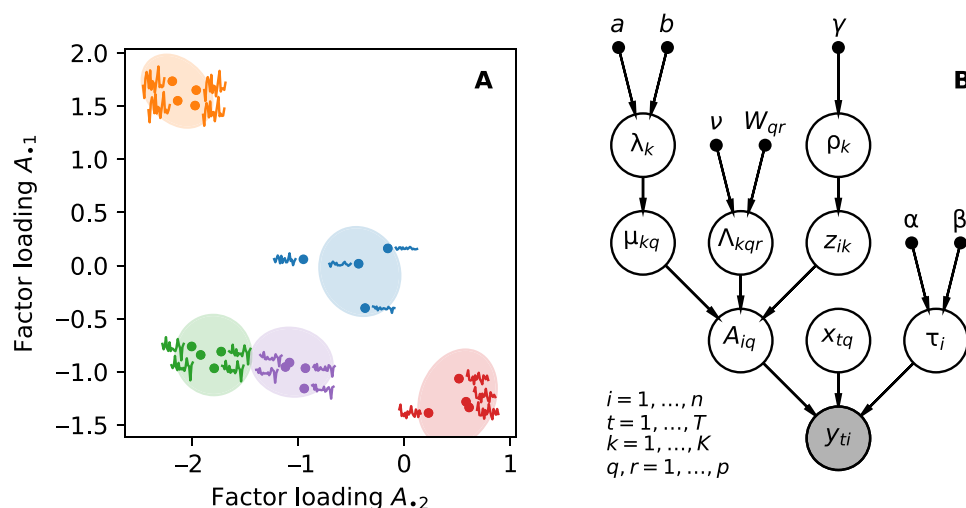 A
2.0
1.5
1.0
0.5
0.0
−0.5
−1.0
−1.5
−2
−1
0
1
Factor loading A•1
Factor loading A•2
B
a
b
γ
λk
ν
Wqr
ρk
μkq
Λkqr
zik
α
β
Aiq
xtq
τi
i = 1, ..., n
t = 1, ..., T
k = 1, ..., K
q, r = 1, ..., p
yti